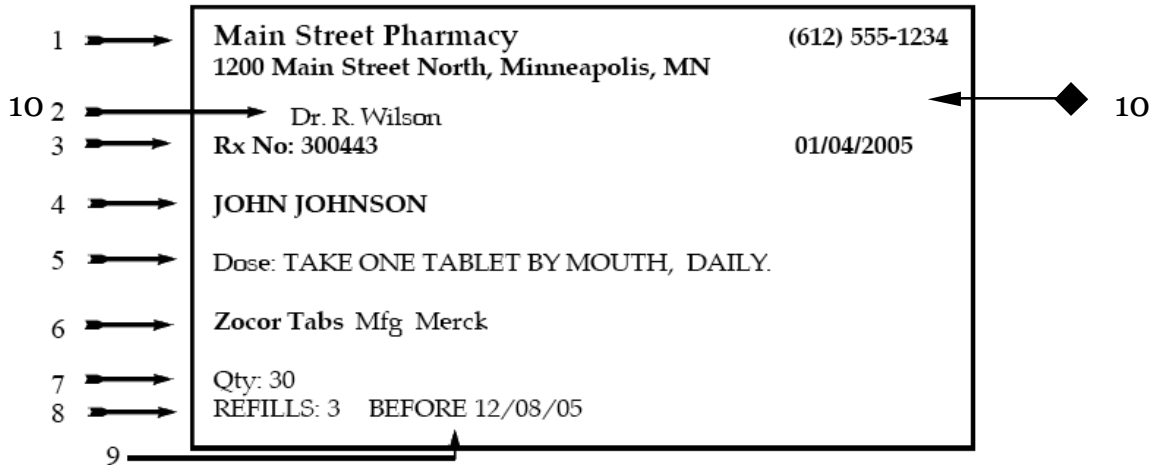 1 Main Street Pharmacy (612) 555-1234
1200 Main Street North, Minneapolis, MN
10 2 Dr. R. Wilson 10
3 Rx No: 300443 01/04/2005
4 JOHN JOHNSON
5 Dose: TAKE ONE TABLET BY MOUTH, DAILY.
6 Zocor Tabs Mfg Merck
7 Qty: 30
8 REFILLS: 3 BEFORE 12/08/05
9